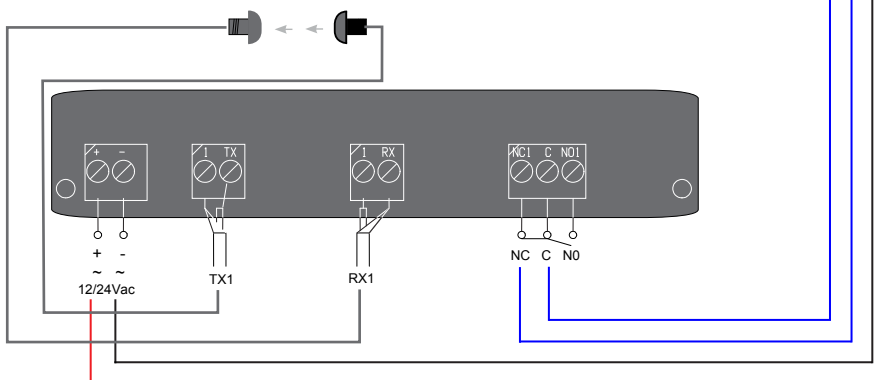 + - 1 TX 1 RX NC1 C NO1
+ - NC C N0
~ ~ TX1 RX1
12/24Vac